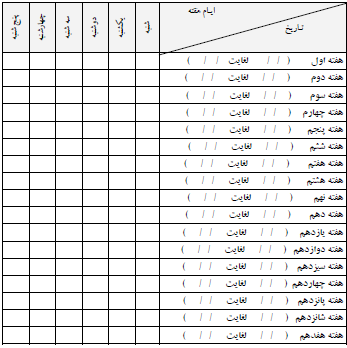 ایام هفته
تاریخ
شنبه
یکشنبه
دوشنبه
سه شنبه
چهارشنبه
پنج شنبه
هفته اول ( / / لغایت / / )
هفته دوم ( / / لغایت / / )
هفته سوم ( / / لغایت / / )
هفته چهارم ( / / لغایت / / )
هفته پنجم ( / / لغایت / / )
هفته ششم ( / / لغایت / / )
هفته هفتم ( / / لغایت / / )
هفته هشتم ( / / لغایت / / )
هفته نهم ( / / لغایت / / )
هفته دهم ( / / لغایت / / )
هفته یازدهم ( / / لغایت / / )
هفته دوازدهم ( / / لغایت / / )
هفته سیزدهم ( / / لغایت / / )
هفته چهاردهم ( / / لغایت / / )
هفته پانزدهم ( / / لغایت / / )
هفته شانزدهم ( / / لغایت / / )
هفته هفدهم ( / / لغایت / / )